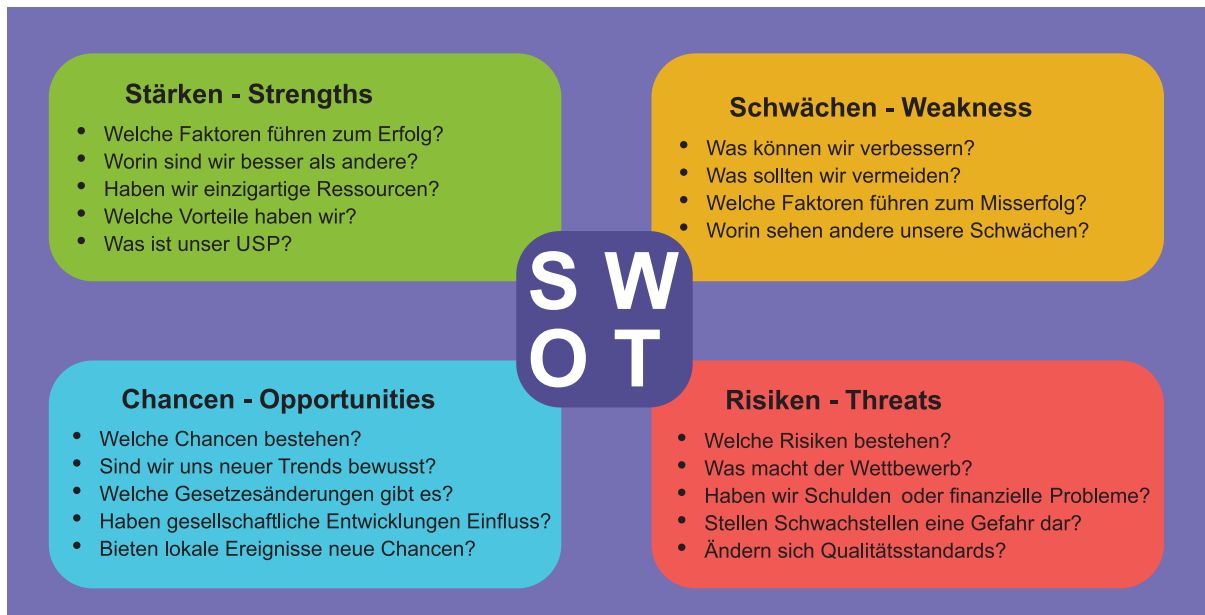 Stärken - Strengths
• Welche Faktoren führen zum Erfolg?
• Worin sind wir besser als andere?
• Haben wir einzigartige Ressourcen?
• Welche Vorteile haben wir?
• Was ist unser USP?
Schwächen - Weakness
• Was können wir verbessern?
• Was sollten wir vermeiden?
• Welche Faktoren führen zum Misserfolg?
• Worin sehen andere unsere Schwächen?
S W
O T
Chancen - Opportunities
• Welche Chancen bestehen?
• Sind wir uns neuer Trends bewusst?
• Welche Gesetzesänderungen gibt es?
• Haben gesellschaftliche Entwicklungen Einfluss?
• Bieten lokale Ereignisse neue Chancen?
Risiken - Threats
• Welche Risiken bestehen?
• Was macht der Wettbewerb?
• Haben wir Schulden oder finanzielle Probleme?
• Stellen Schwachstellen eine Gefahr dar?
• Ändern sich Qualitätsstandards?